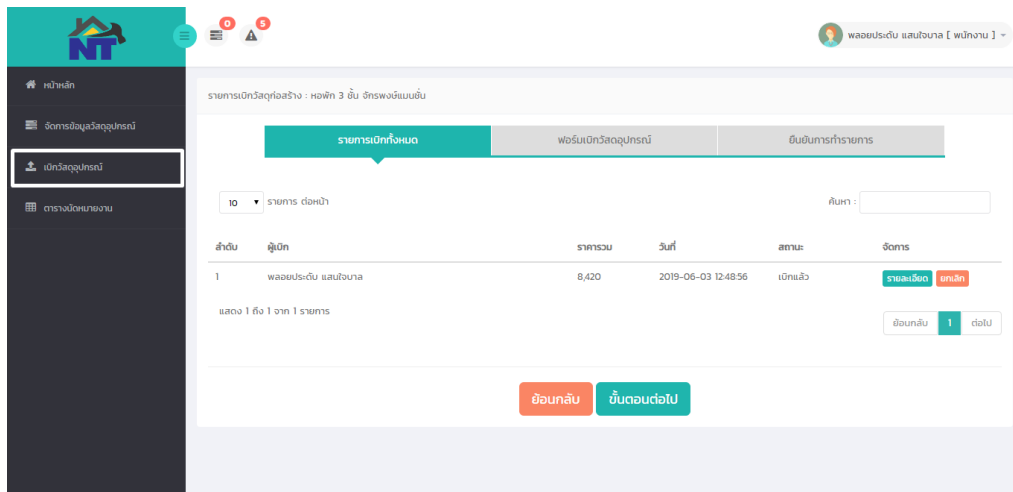 NT
0
5
พลอยประดับ แสนใจบาล [ พนักงาน ]
หน้าหลัก
จัดการข้อมูลวัสดุอุปกรณ์
เบิกวัสดุอุปกรณ์
ตารางนัดหมายงาน
รายการเบิกวัสดุก่อสร้าง : หอพัก 3 ชั้น จักรพงษ์แมนชั่น
รายการเบิกทั้งหมด ฟอร์มเบิกวัสดุอุปกรณ์ ยืนยันการทำรายการ
10 รายการ ต่อหน้า ค้นหา :
ลำดับ ผู้เบิก ราคารวม วันที่ สถานะ จัดการ
1 พลอยประดับ แสนใจบาล 8,420 2019-06-03 12:48:56 เบิกแล้ว รายละเอียด ยกเลิก
แสดง 1 ถึง 1 จาก 1 รายการ
ย้อนกลับ 1 ต่อไป
ย้อนกลับ ขั้นตอนต่อไป